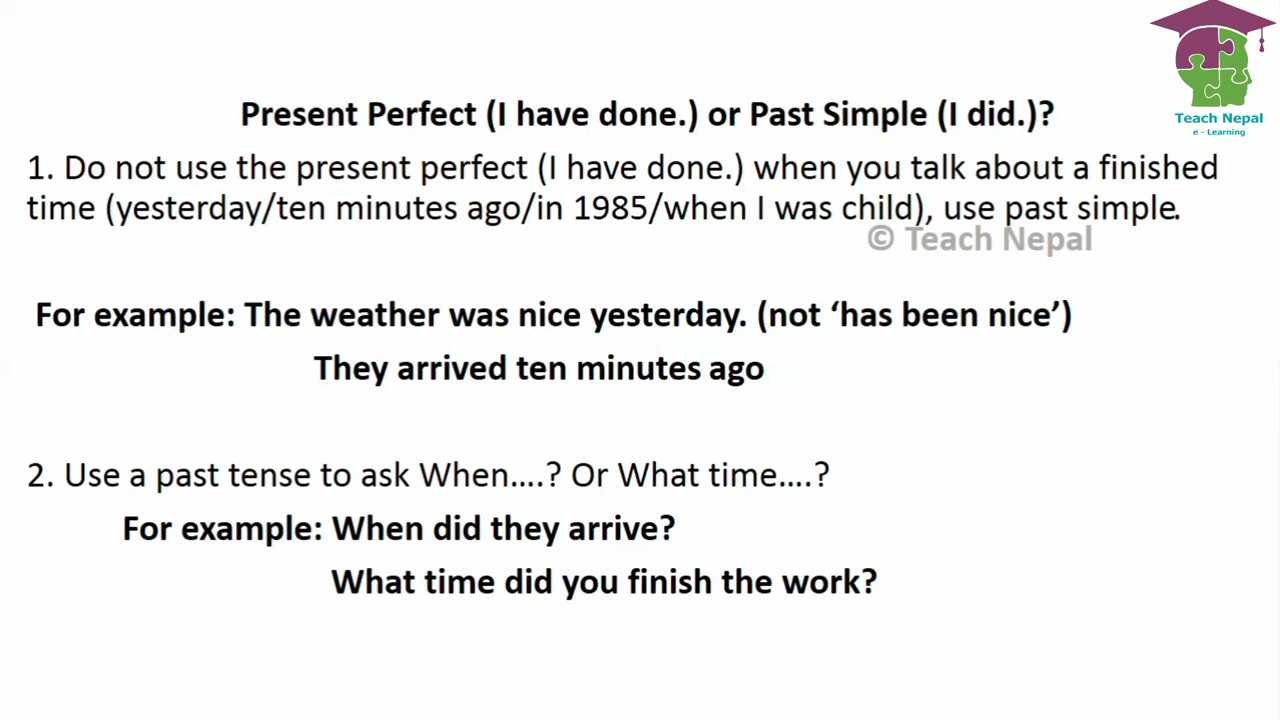 Teach Nepal
e - Learning
Present Perfect (I have done.) or Past Simple (I did.)?
1. Do not use the present perfect (I have done.) when you talk about a finished
time (yesterday/ten minutes ago/in 1985/when I was child), use past simple.
© Teach Nepal
For example: The weather was nice yesterday. (not ‘has been nice’)
They arrived ten minutes ago
2. Use a past tense to ask When....? Or What time....?
For example: When did they arrive?
What time did you finish the work?